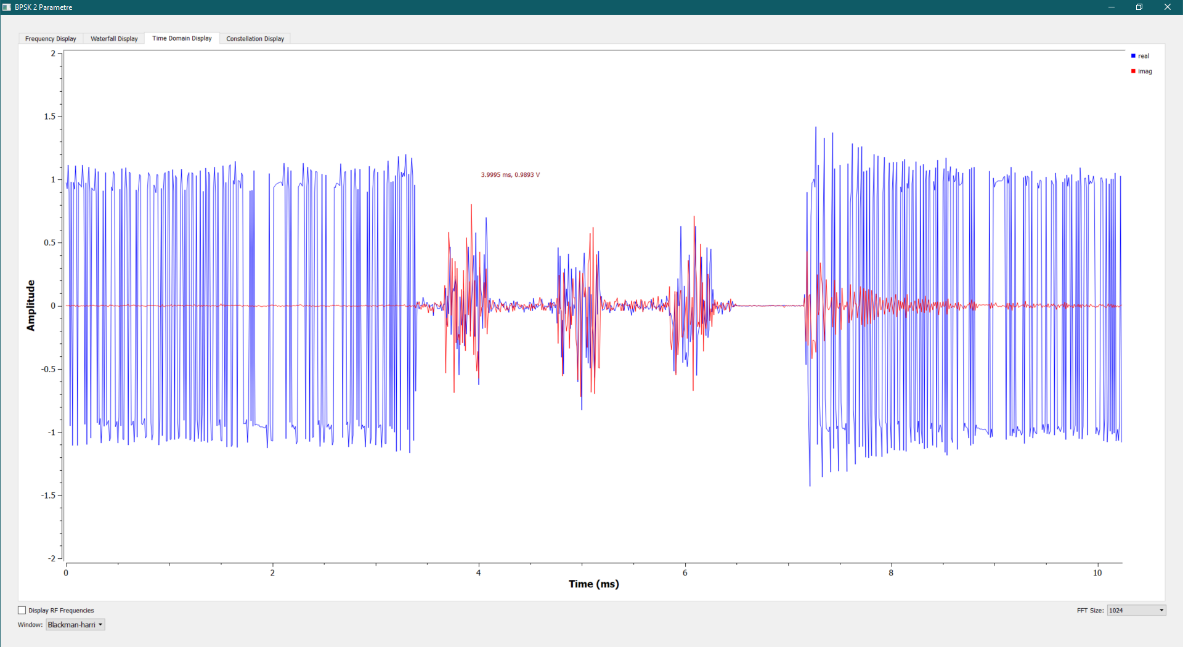 BPSK 2 Parametre
Frequency Display Waterfall Display Time Domain Display Constellation Display
2
real
imag
1.5
3.9995 ms, 0.9893 V
1
0.5
0
-0.5
-1
-1.5
-2
Amplitude
0 2 4 6 8 10
Time (ms)
Display RF Frequencies
FFT Size: 1024
Window: Blackman-harri